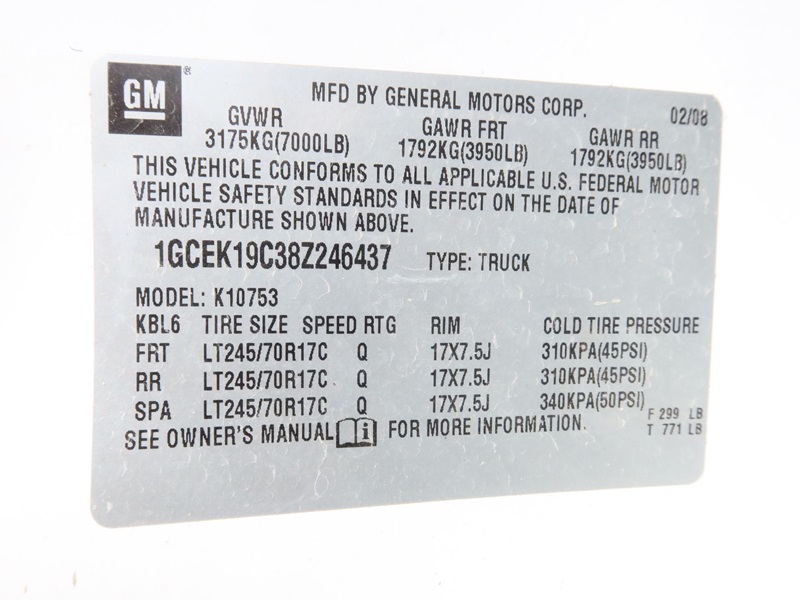 GM ®
MFD BY GENERAL MOTORS CORP. 02/08
GVWR GAWR FRT GAWR RR
3175KG(7000LB) 1792KG(3950LB) 1792KG(3950LB)
THIS VEHICLE CONFORMS TO ALL APPLICABLE U.S. FEDERAL MOTOR
VEHICLE SAFETY STANDARDS IN EFFECT ON THE DATE OF
MANUFACTURE SHOWN ABOVE.
1GCEK19C38Z246437 TYPE: TRUCK
MODEL: K10753
KBL6 TIRE SIZE SPEED RTG RIM COLD TIRE PRESSURE
FRT LT245/70R17C Q 17X7.5J 310KPA(45PSI)
RR LT245/70R17C Q 17X7.5J 310KPA(45PSI)
SPA LT245/70R17C Q 17X7.5J 340KPA(50PSI)
F 299 LB
T 771 LB
SEE OWNER'S MANUAL i FOR MORE INFORMATION.